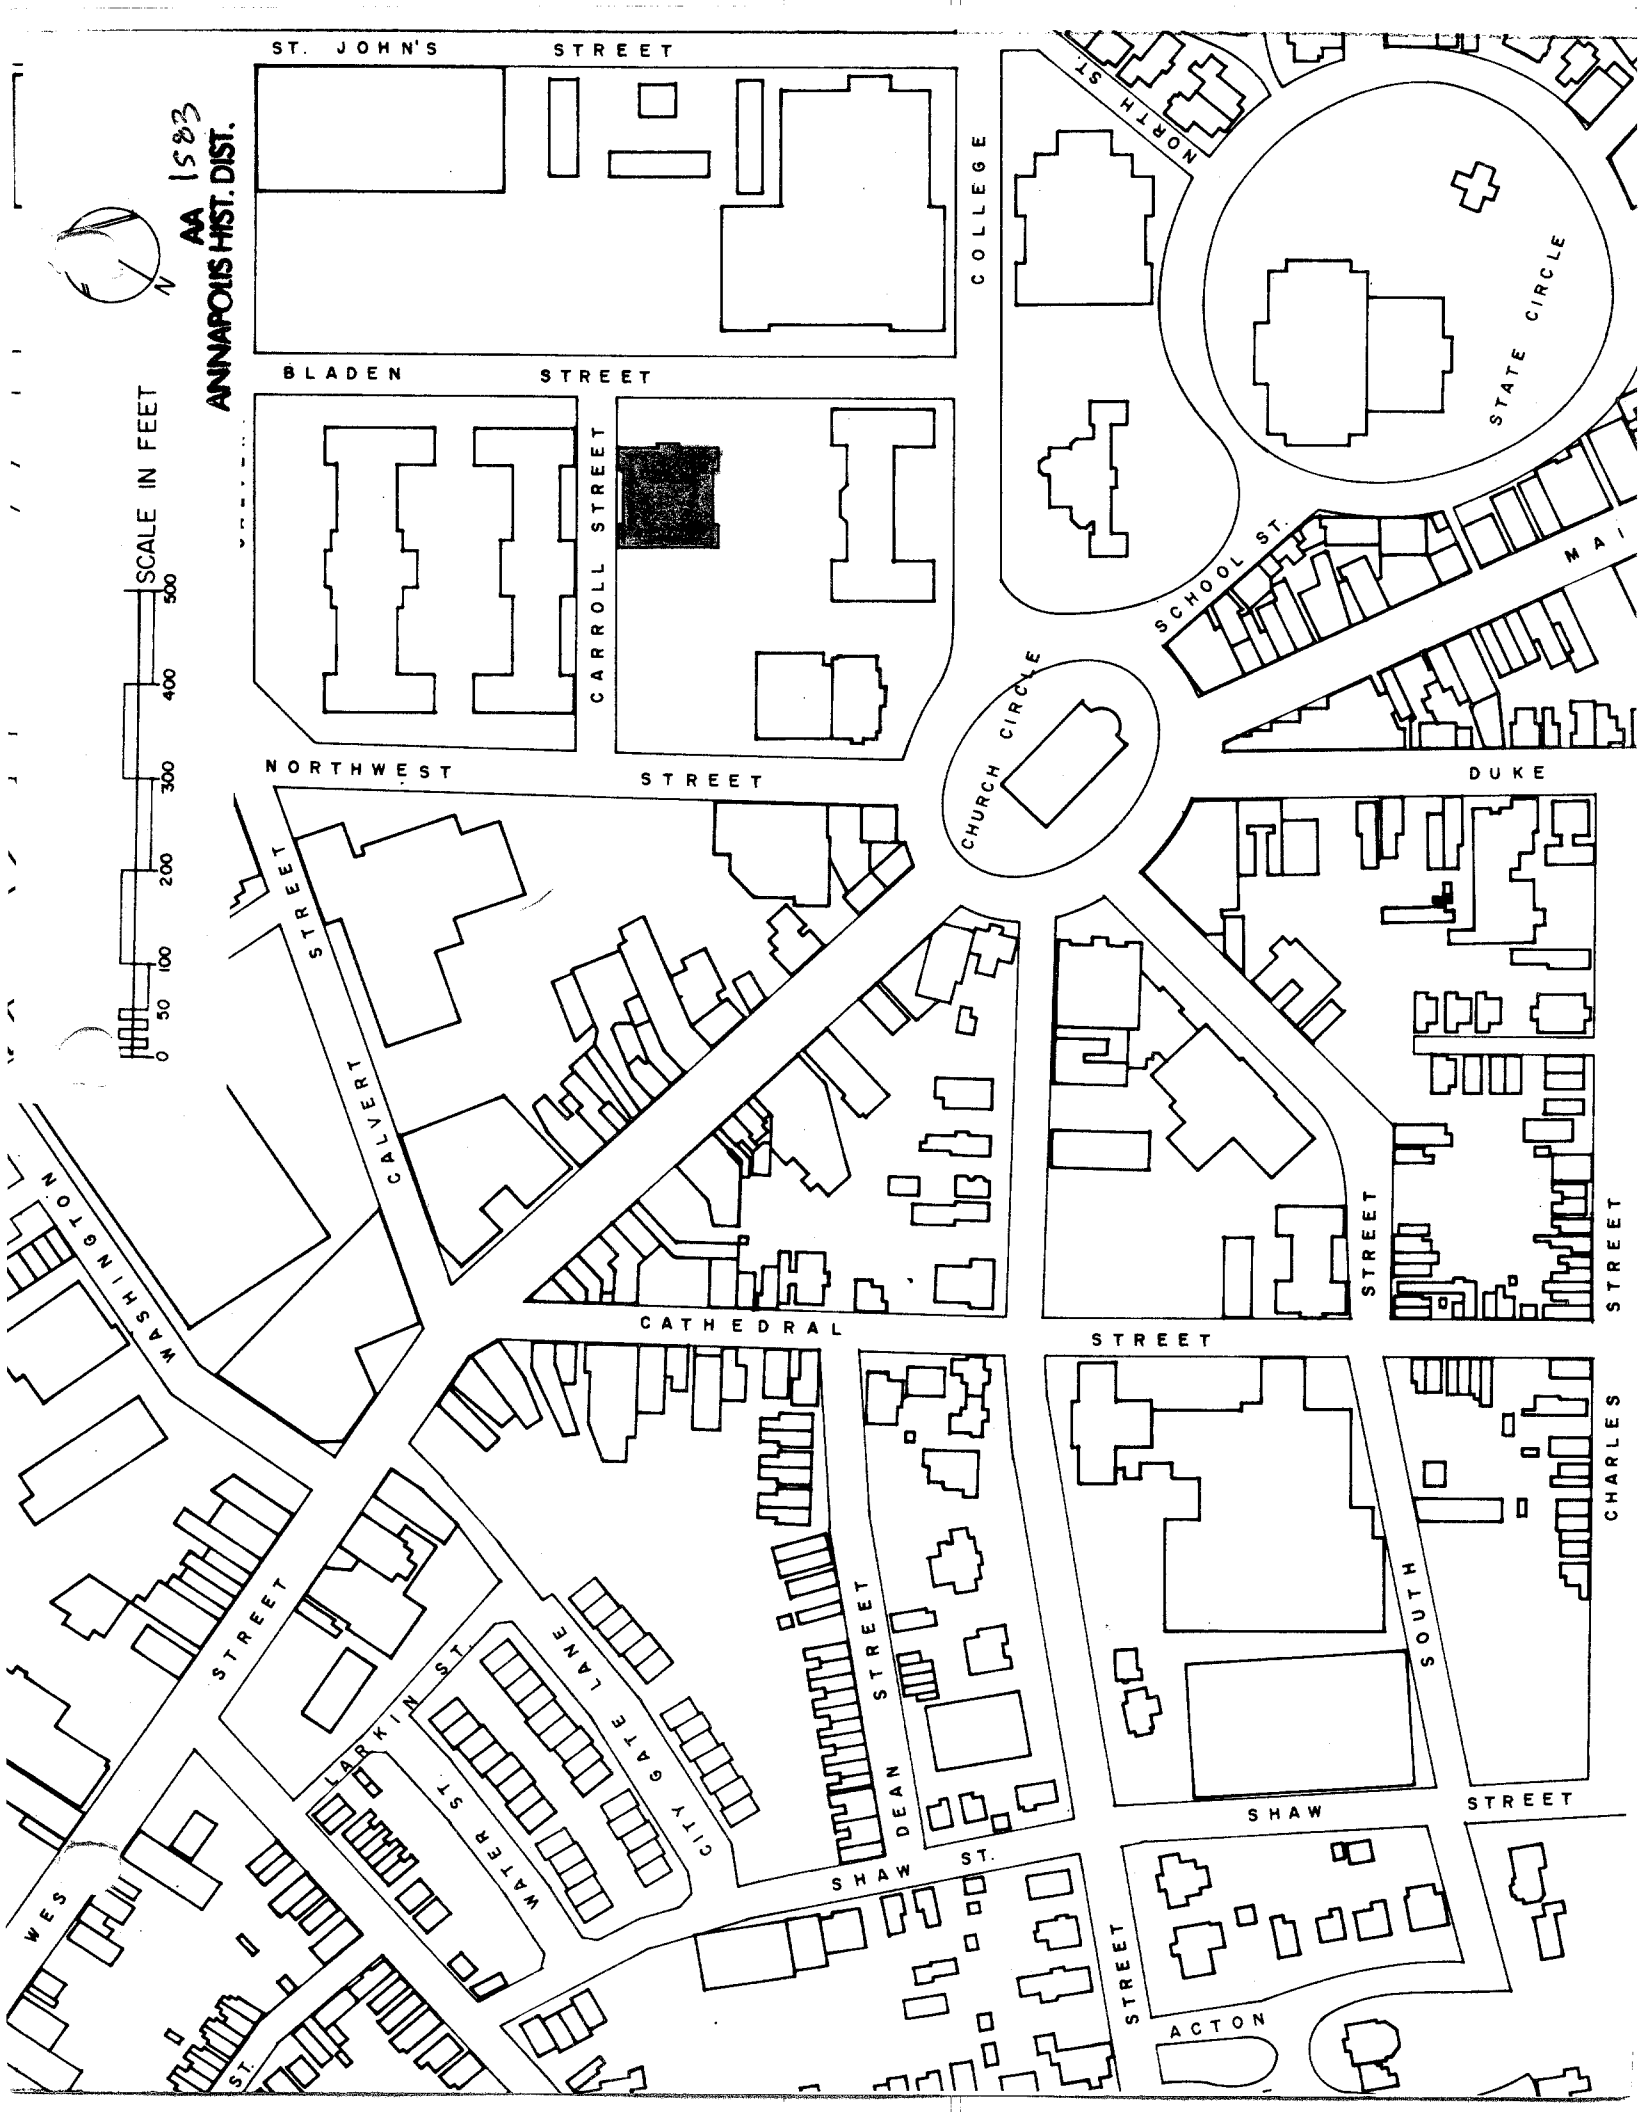 ST. JOHN'S STREET
NORTH ST.
AA 1583
ANNAPOLIS HIST. DIST.
N
COLLEGE
STATE CIRCLE
BLADEN STREET
SCALE IN FEET
500
400
300
200
100
50
0
CARROLL STREET
SCHOOL ST.
MAI
CHURCH CIRCLE
NORTHWEST STREET
DUKE
STREET
CALVERT
WASHINGTON
STREET
STREET
CATHEDRAL STREET
CHARLES
SOUTH
STREET
LARKIN ST.
CITY GATE LANE
WATER ST
DEAN STREET
SHAW STREET
SHAW ST.
WES
STREET
ACTON
ST.